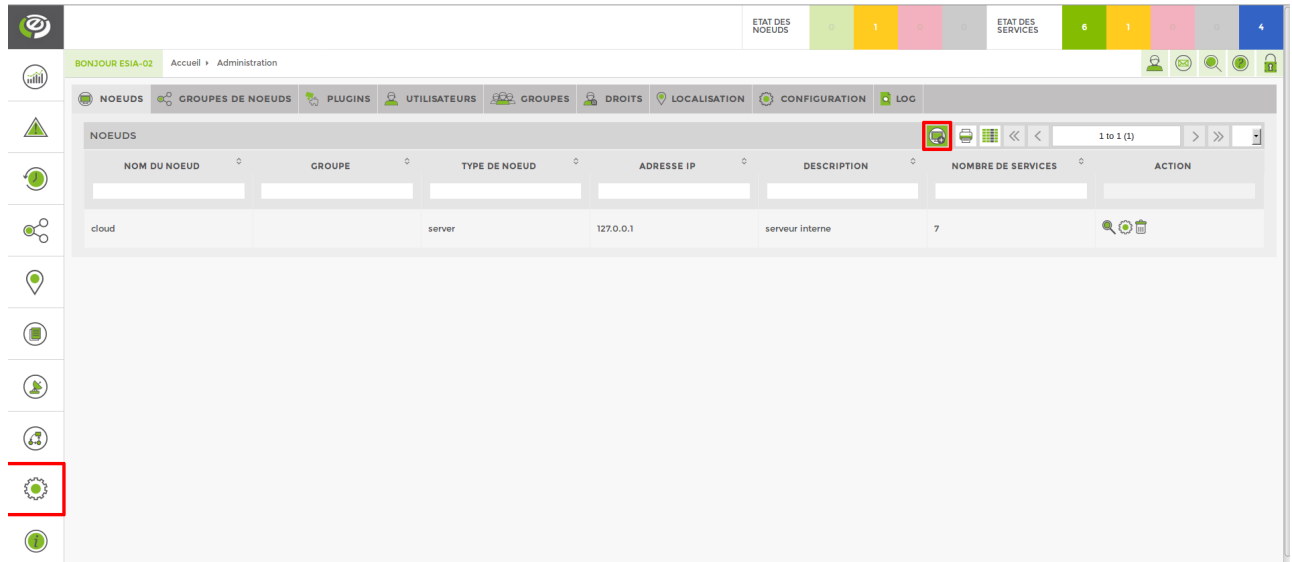 ETAT DES NOEUDS 0 1 0 0 ETAT DES SERVICES 6 1 0 0 4
BONJOUR ESIA-02 Accueil Administration
NOEUDS GROUPES DE NOEUDS PLUGINS UTILISATEURS GROUPES DROITS LOCALISATION CONFIGURATION LOG
NOEUDS 1 to 1 (1)
NOM DU NOEUD GROUPE TYPE DE NOEUD ADRESSE IP DESCRIPTION NOMBRE DE SERVICES ACTION
cloud server 127.0.0.1 serveur interne 7